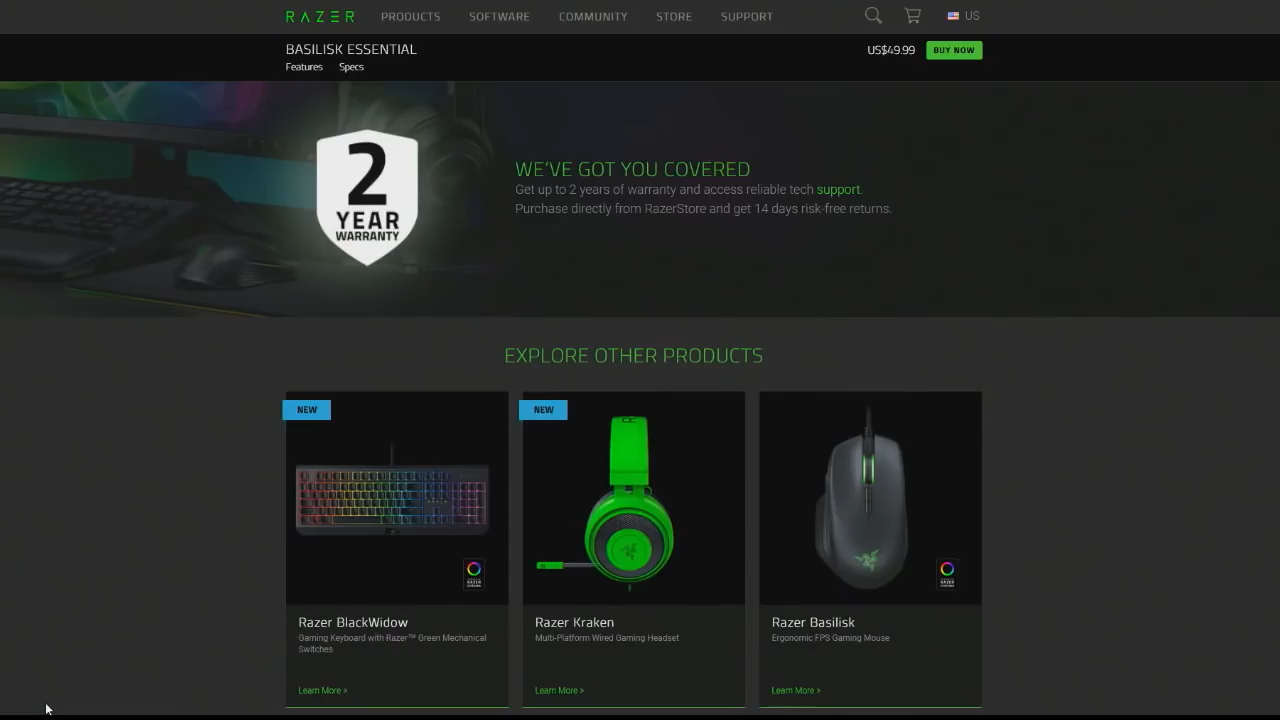 RAZER PRODUCTS SOFTWARE COMMUNITY STORE SUPPORT US
BASILISK ESSENTIAL
US$49.99 BUY NOW
Features Specs
2
YEAR
WARRANTY
WE'VE GOT YOU COVERED
Get up to 2 years of warranty and access reliable tech support.
Purchase directly from RazerStore and get 14 days risk-free returns.
EXPLORE OTHER PRODUCTS
NEW
NEW
Razer BlackWidow
Gaming Keyboard with Razer™ Green Mechanical
Switches
Learn More >
Razer Kraken
Multi-Platform Wired Gaming Headset
Learn More >
Razer Basilisk
Ergonomic FPS Gaming Mouse
Learn More >